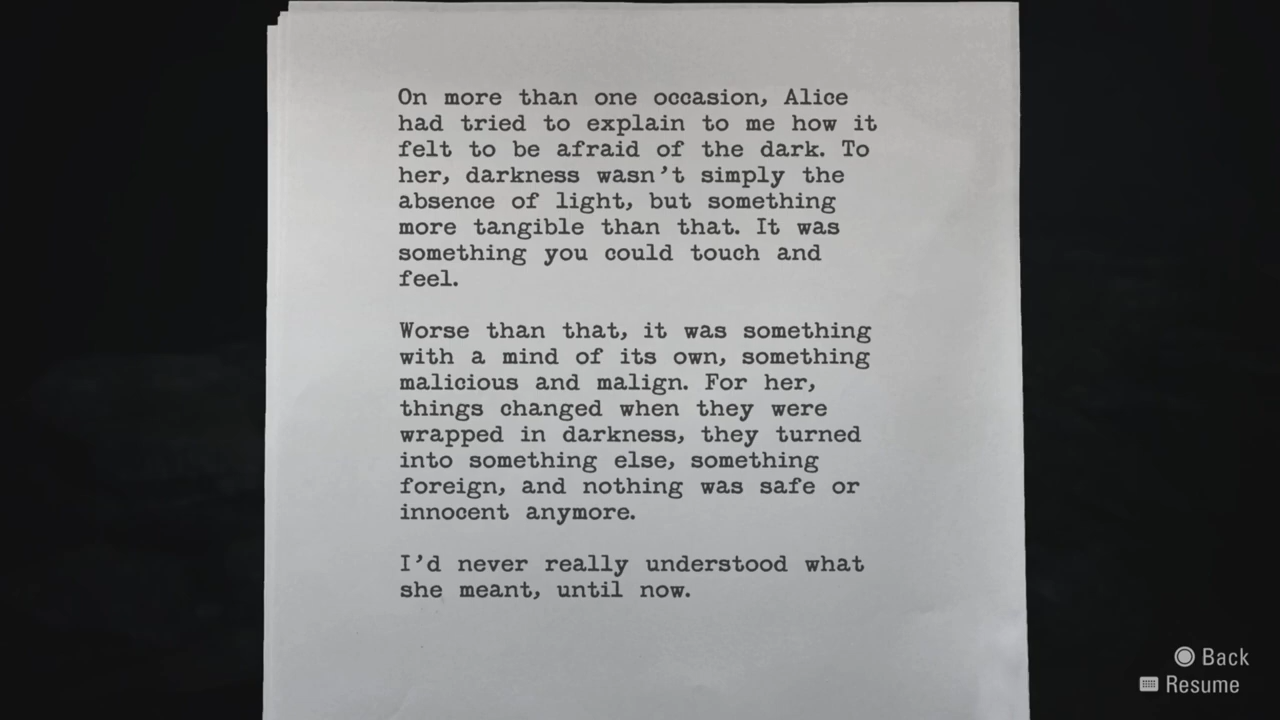 On more than one occasion, Alice
had tried to explain to me how it
felt to be afraid of the dark. To
her, darkness wasn't simply the
absence of light, but something
more tangible than that. It was
something you could touch and
feel.
Worse than that, it was something
with a mind of its own, something
malicious and malign. For her,
things changed when they were
wrapped in darkness, they turned
into something else, something
foreign, and nothing was safe or
innocent anymore.
I'd never really understood what
she meant, until now.
Back
Resume